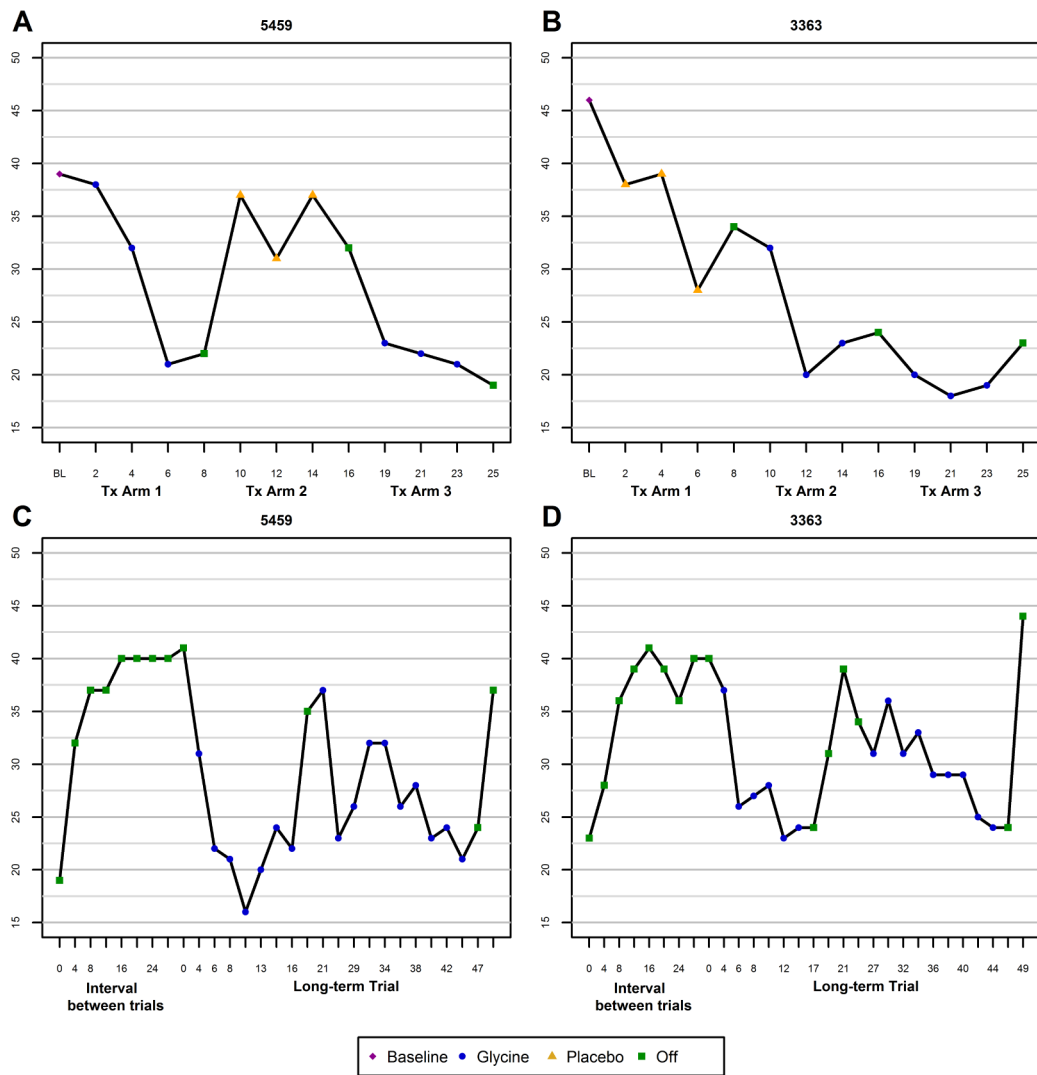 A
5459
50
45
40
35
30
25
20
15
BL 2 4 6 8 10 12 14 16 19 21 23 25
Tx Arm 1 Tx Arm 2 Tx Arm 3
B
3363
50
45
40
35
30
25
20
15
BL 2 4 6 8 10 12 14 16 19 21 23 25
Tx Arm 1 Tx Arm 2 Tx Arm 3
C
5459
50
45
40
35
30
25
20
15
0 4 8 16 24 0 4 6 8 13 16 21 29 34 38 42 47
Interval
between trials
Long-term Trial
D
3363
50
45
40
35
30
25
20
15
0 4 8 16 24 0 4 6 8 12 17 21 27 32 36 40 44 49
Interval
between trials
Long-term Trial
Baseline Glycine Placebo Off